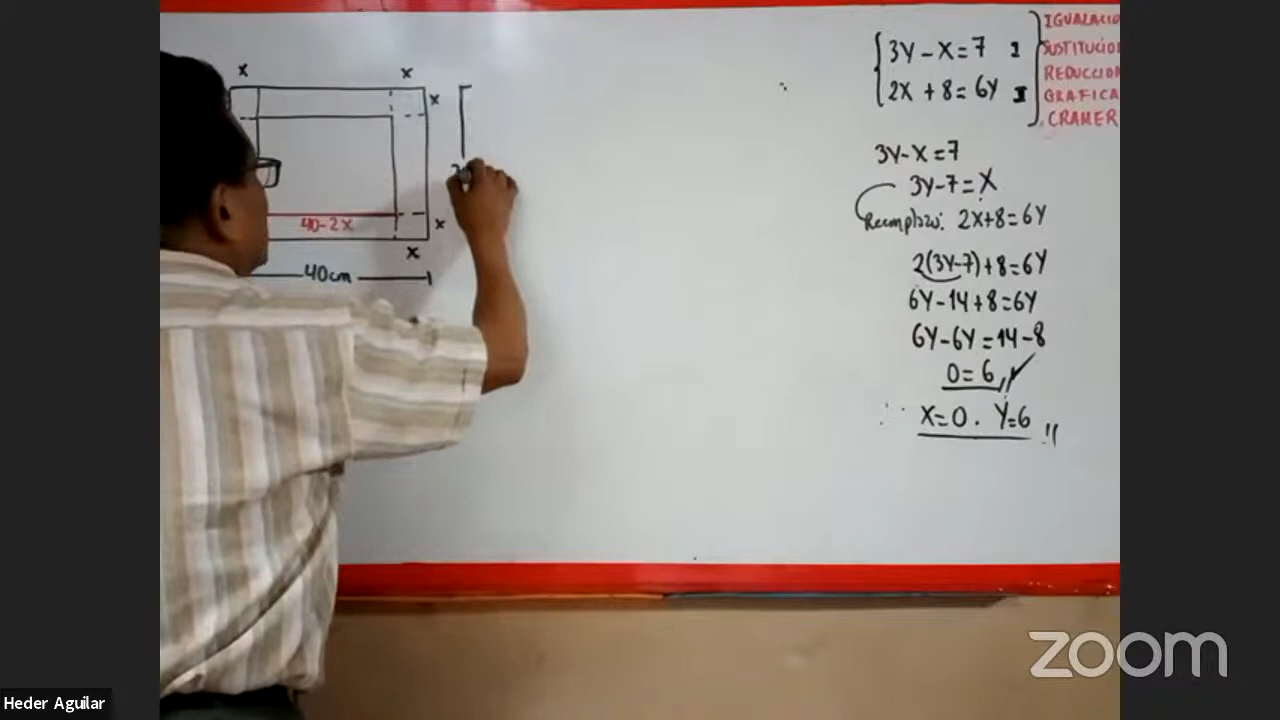 x x
x
40-2x
x
x
40cm
3Y-X=7 I
2X+8=6Y II
IGUALACIO
SUSTITUCION
REDUCCION
GRAFICA
CRAMER
3Y-X=7
3Y-7=X
Reemplazo: 2X+8=6Y
2(3Y-7)+8=6Y
6Y-14+8=6Y
6Y-6Y=14-8
0=6
∴ X=0. Y=6
zoom
Heder Aguilar